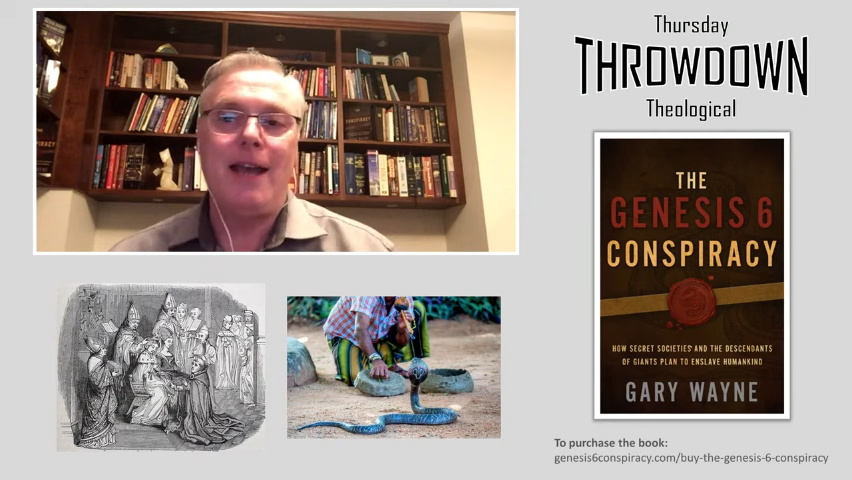 Thursday
THROWDOWN
Theological
THE
GENESIS 6
CONSPIRACY
HOW SECRET SOCIETIES AND THE DESCENDANTS
OF GIANTS PLAN TO ENSLAVE HUMANKIND
GARY WAYNE
To purchase the book:
genesis6conspiracy.com/buy-the-genesis-6-conspiracy